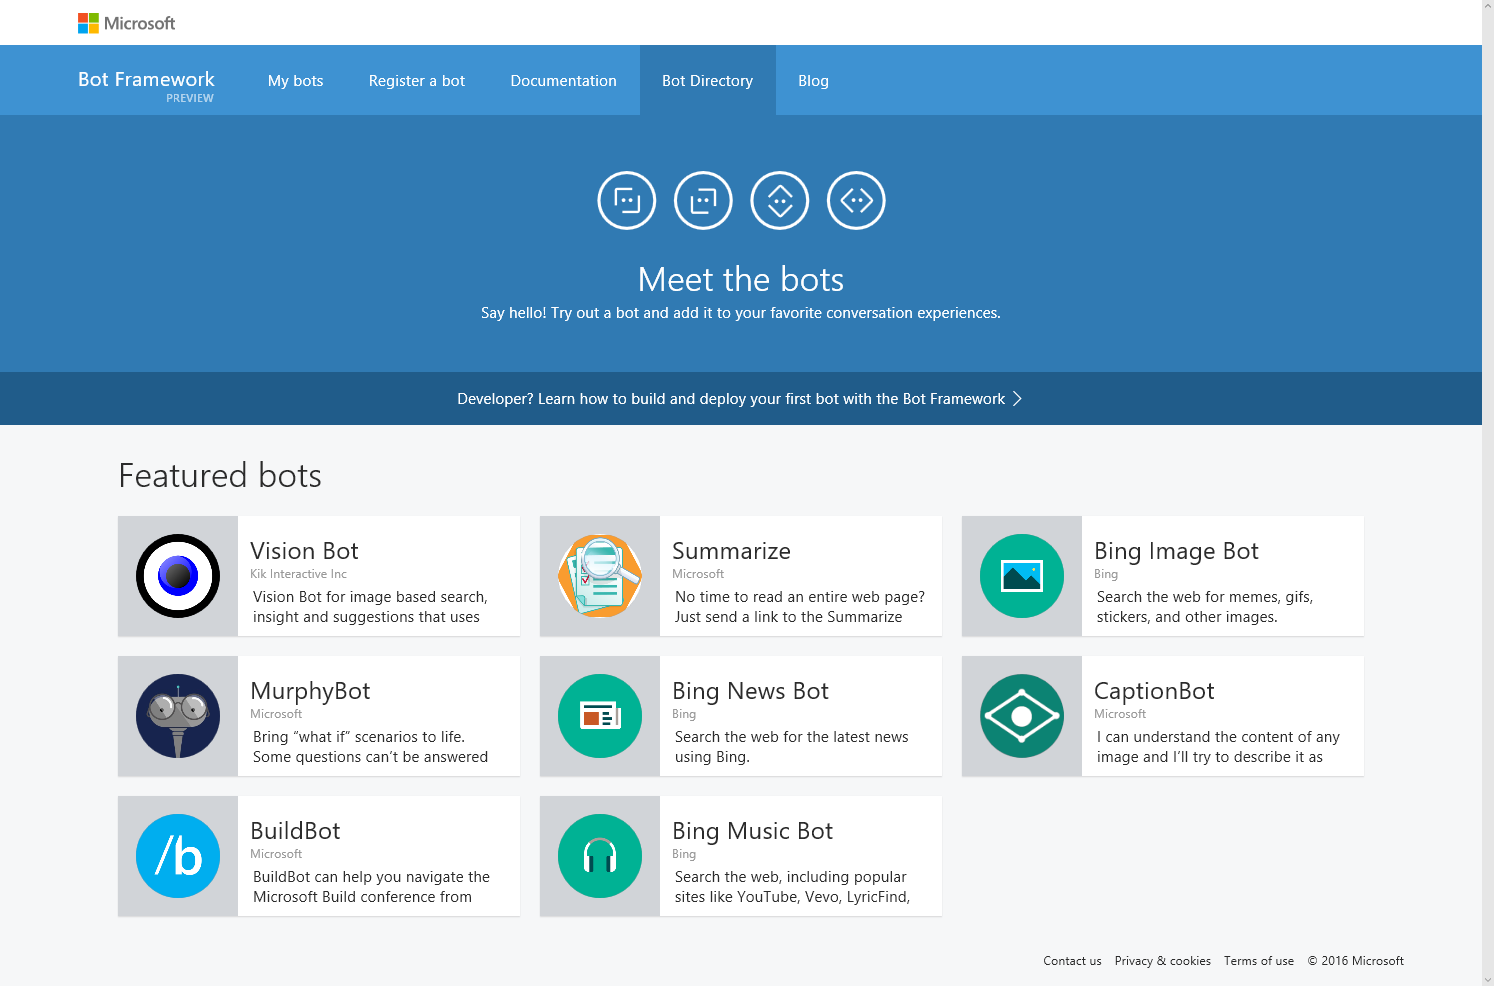 Microsoft
Bot Framework
PREVIEW
My bots
Register a bot
Documentation
Bot Directory
Blog
Meet the bots
Say hello! Try out a bot and add it to your favorite conversation experiences.
Developer? Learn how to build and deploy your first bot with the Bot Framework
Featured bots
Vision Bot
Kik Interactive Inc
Vision Bot for image based search,
insight and suggestions that uses
Summarize
Microsoft
No time to read an entire web page?
Just send a link to the Summarize
Bing Image Bot
Bing
Search the web for memes, gifs,
stickers, and other images.
MurphyBot
Microsoft
Bring “what if” scenarios to life.
Some questions can’t be answered
Bing News Bot
Bing
Search the web for the latest news
using Bing.
CaptionBot
Microsoft
I can understand the content of any
image and I’ll try to describe it as
/b
BuildBot
Microsoft
BuildBot can help you navigate the
Microsoft Build conference from
Bing Music Bot
Bing
Search the web, including popular
sites like YouTube, Vevo, LyricFind,
Contact us
Privacy & cookies
Terms of use
© 2016 Microsoft